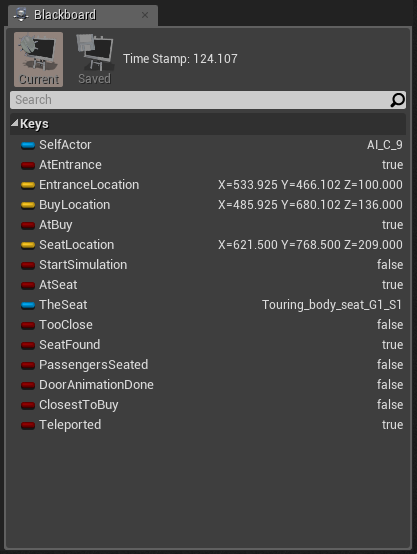 Blackboard
Current Saved Time Stamp: 124.107
Search
Keys
SelfActor AI_C_9
AtEntrance true
EntranceLocation X=533.925 Y=466.102 Z=100.000
BuyLocation X=485.925 Y=680.102 Z=136.000
AtBuy true
SeatLocation X=621.500 Y=768.500 Z=209.000
StartSimulation false
AtSeat true
TheSeat Touring_body_seat_G1_S1
TooClose false
SeatFound true
PassengersSeated false
DoorAnimationDone false
ClosestToBuy false
Teleported true